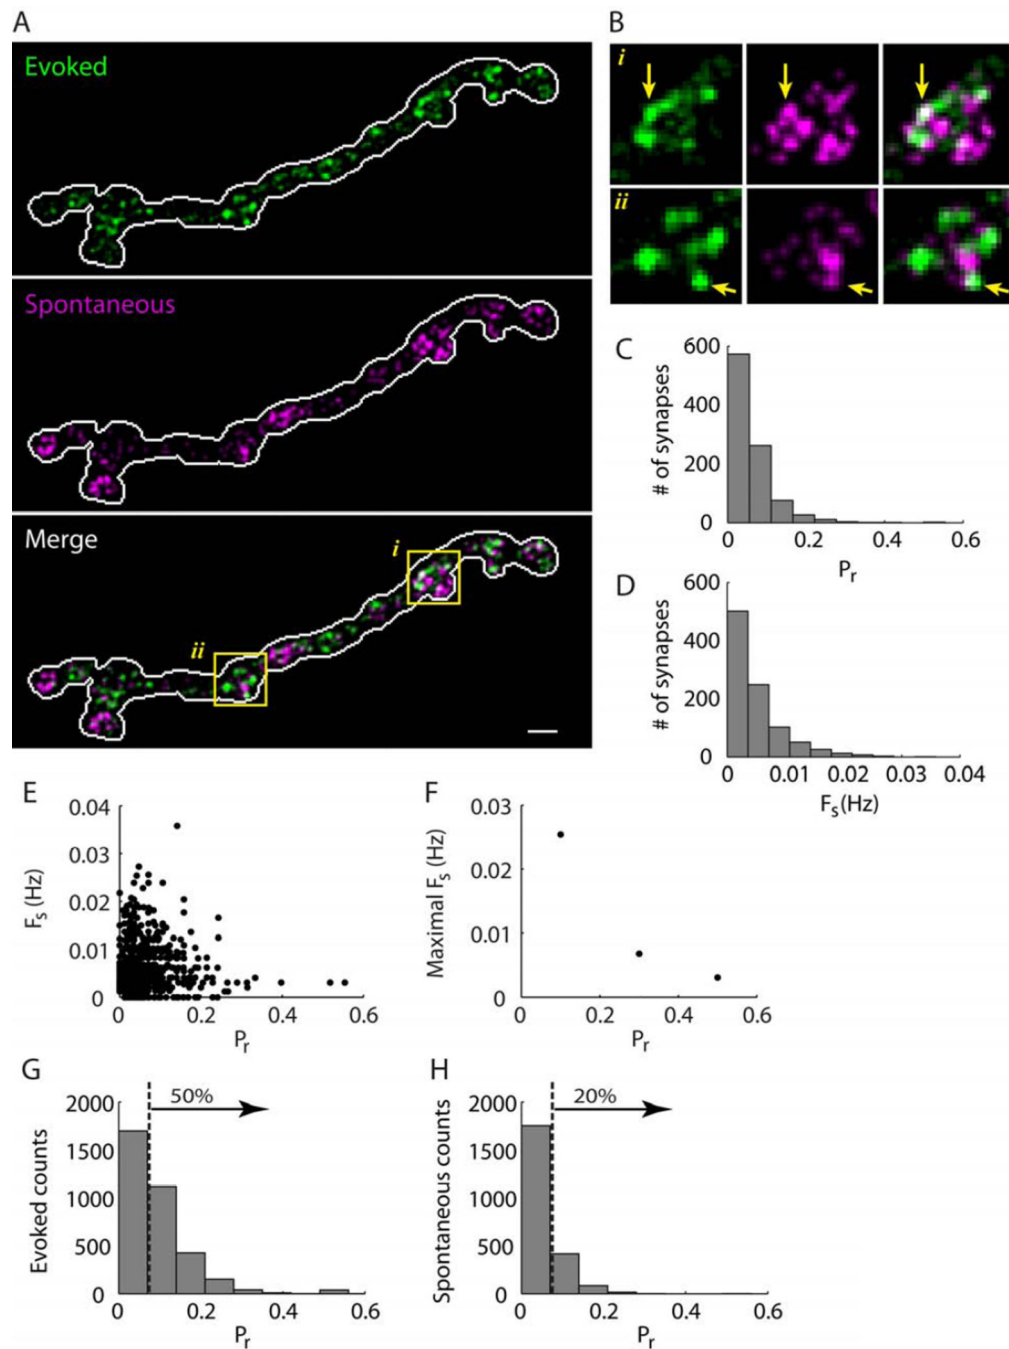 A
Evoked
Spontaneous
Merge
i
ii
B
i
ii
C
600
400
200
0
# of synapses
0 0.2 0.4 0.6
Pr
D
600
400
200
0
# of synapses
0 0.01 0.02 0.03 0.04
Fs(Hz)
E
0.04
0.03
0.02
0.01
0
Fs (Hz)
0 0.2 0.4 0.6
Pr
F
0.03
0.02
0.01
0
Maximal Fs (Hz)
0 0.2 0.4 0.6
Pr
G
50%
2000
1500
1000
500
0
Evoked counts
0 0.2 0.4 0.6
Pr
H
20%
2000
1500
1000
500
0
Spontaneous counts
0 0.2 0.4 0.6
Pr